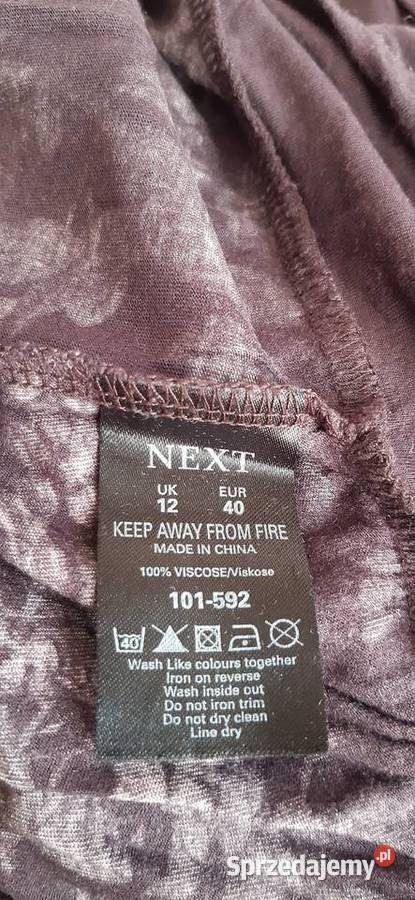 NEXT
UK EUR
12 40
KEEP AWAY FROM FIRE
MADE IN CHINA
100% VISCOSE/Viskose
101-592
40
Wash Like colours together
Iron on reverse
Wash inside out
Do not iron trim
Do not dry clean
Line dry
Sprzedajemy.pl